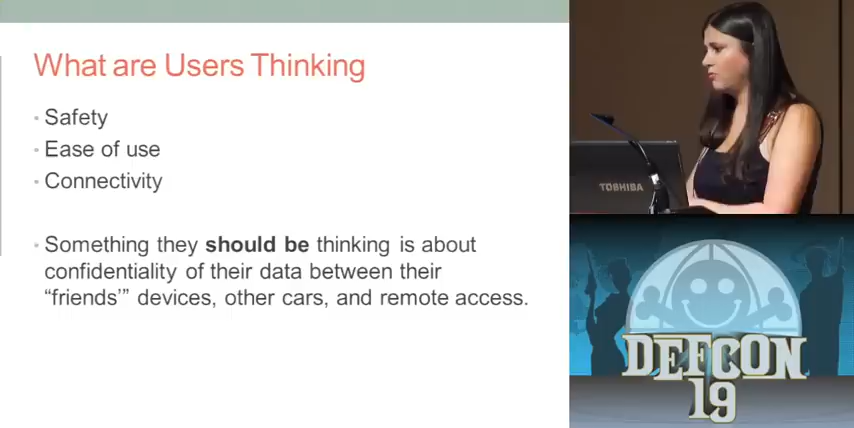 What are Users Thinking
Safety
Ease of use
Connectivity
Something they should be thinking is about
confidentiality of their data between their
“friends’” devices, other cars, and remote access.
TOSHIBA
DEFCON
19